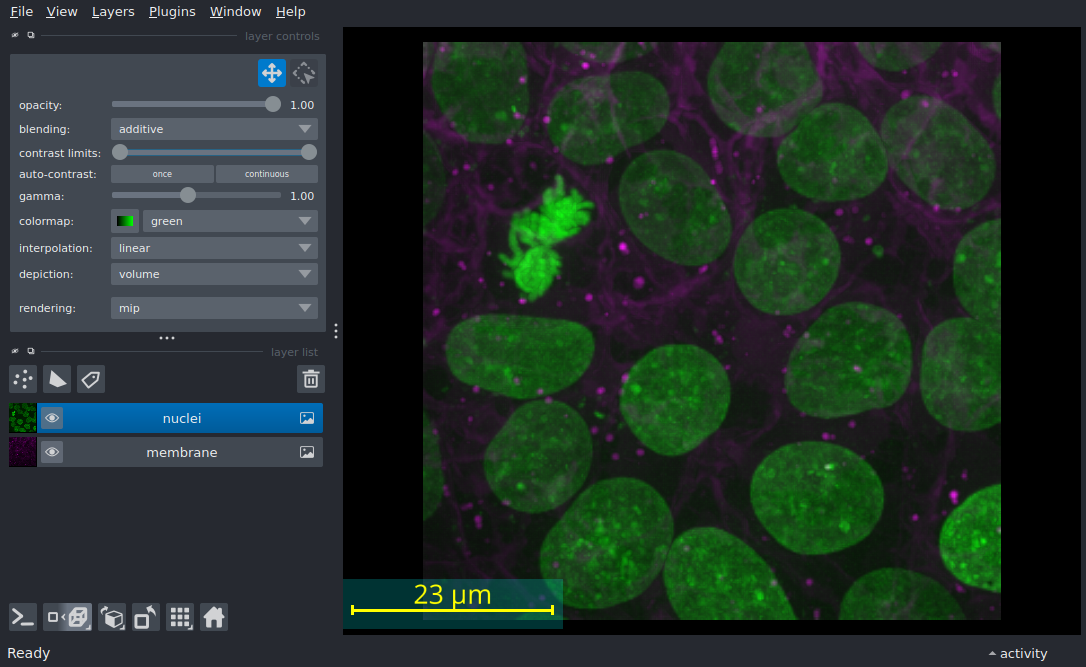 File View Layers Plugins Window Help
layer controls
opacity: 1.00
blending: additive
contrast limits:
auto-contrast: once continuous
gamma: 1.00
colormap: green
interpolation: linear
depiction: volume
rendering: mip
layer list
nuclei
membrane
23 µm
Ready activity